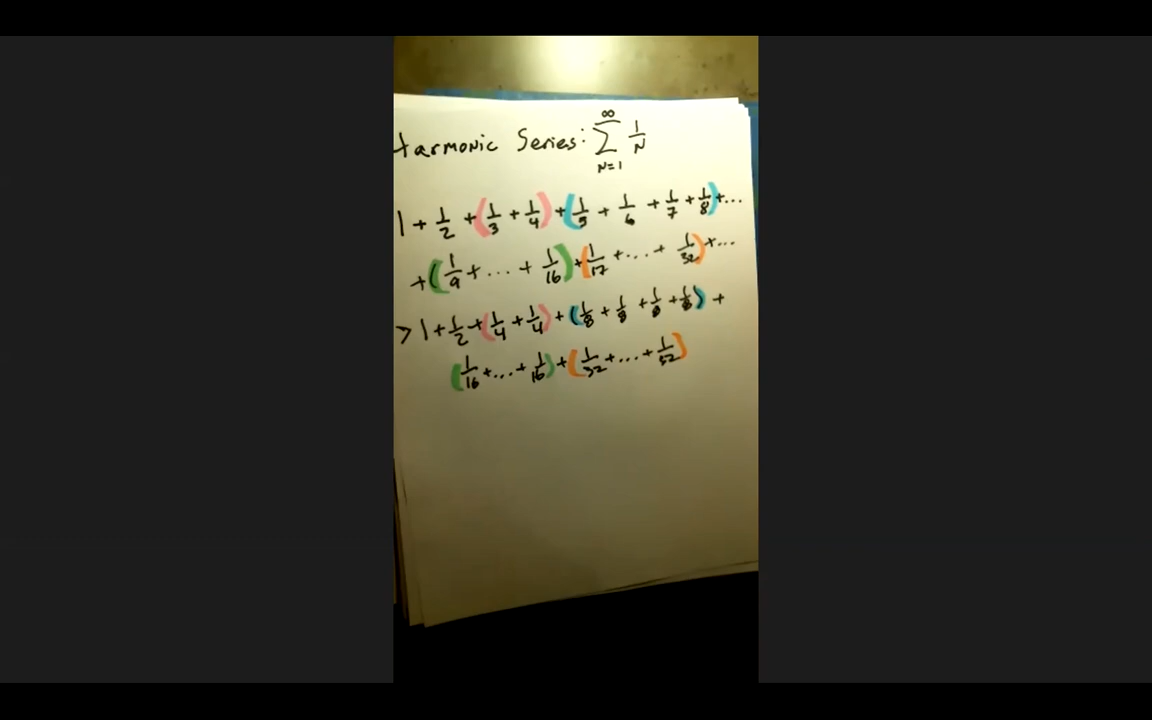 Harmonic Series: ∞ ∑ N=1 1/N
1 + 1/2 + (1/3 + 1/4) + (1/5 + 1/6 + 1/7 + 1/8) + ...
+ (1/9 + ... + 1/16) + (1/17 + ... + 1/32) + ...
> 1 + 1/2 + (1/4 + 1/4) + (1/8 + 1/8 + 1/8 + 1/8) +
(1/16 + ... + 1/16) + (1/32 + ... + 1/32)